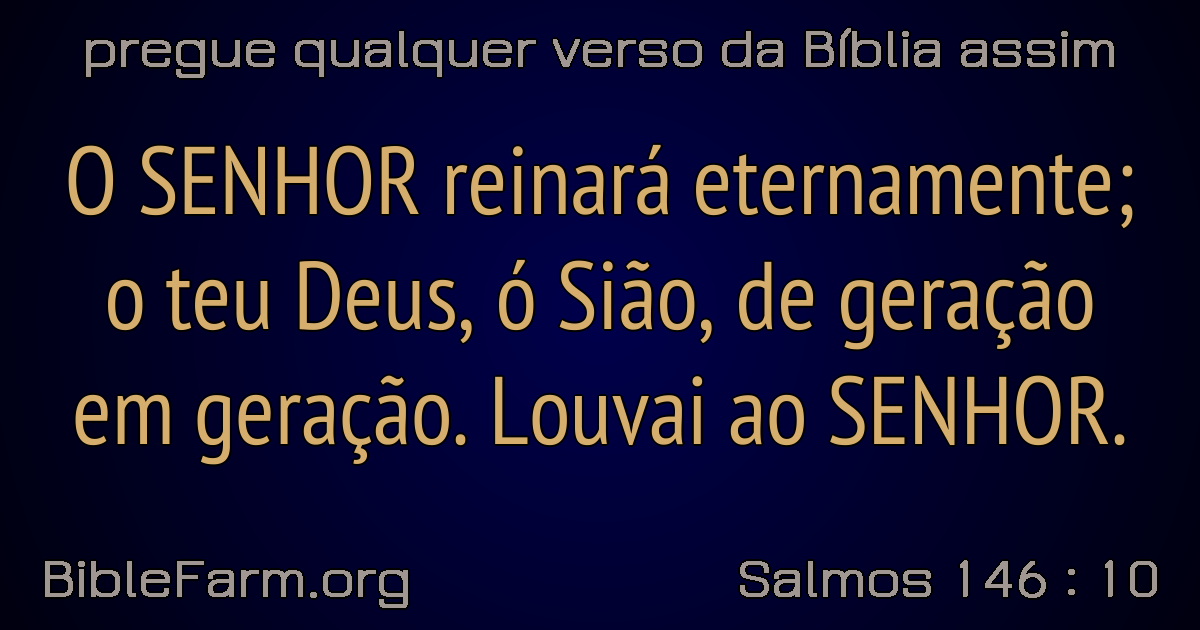 pregue qualquer verso da Bíblia assim
O SENHOR reinará eternamente;
o teu Deus, ó Sião, de geração
em geração. Louvai ao SENHOR.
BibleFarm.org
Salmos 146 : 10